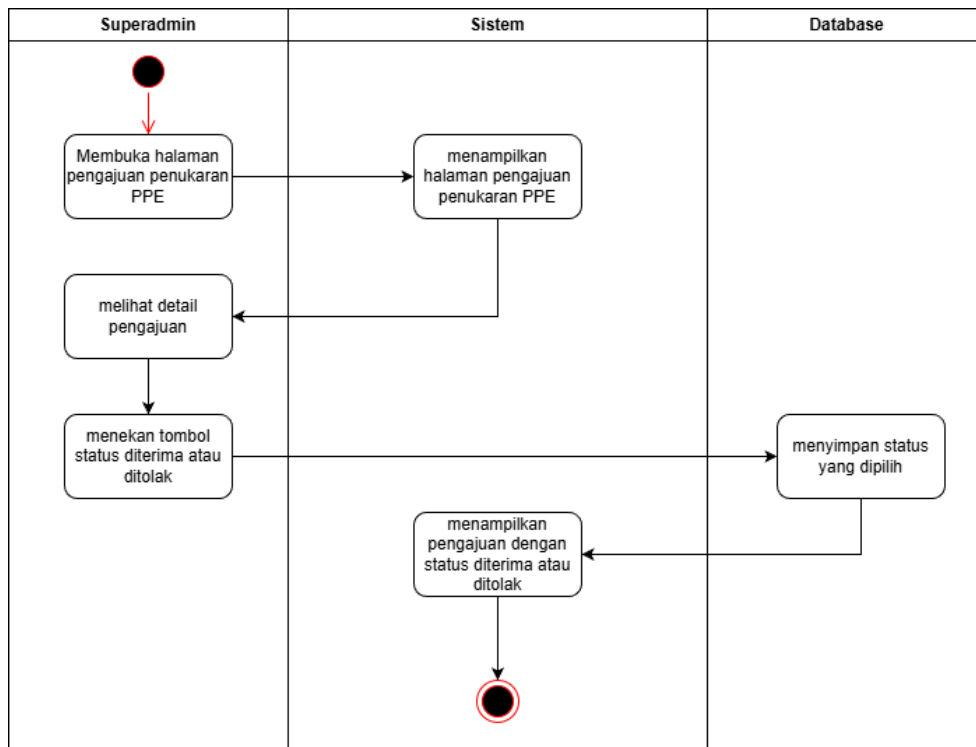 Superadmin
Sistem
Database
Membuka halaman
pengajuan penukaran
PPE
menampilkan
halaman pengajuan
penukaran PPE
melihat detail
pengajuan
menekan tombol
status diterima atau
ditolak
menyimpan status
yang dipilih
menampilkan
pengajuan dengan
status diterima atau
ditolak